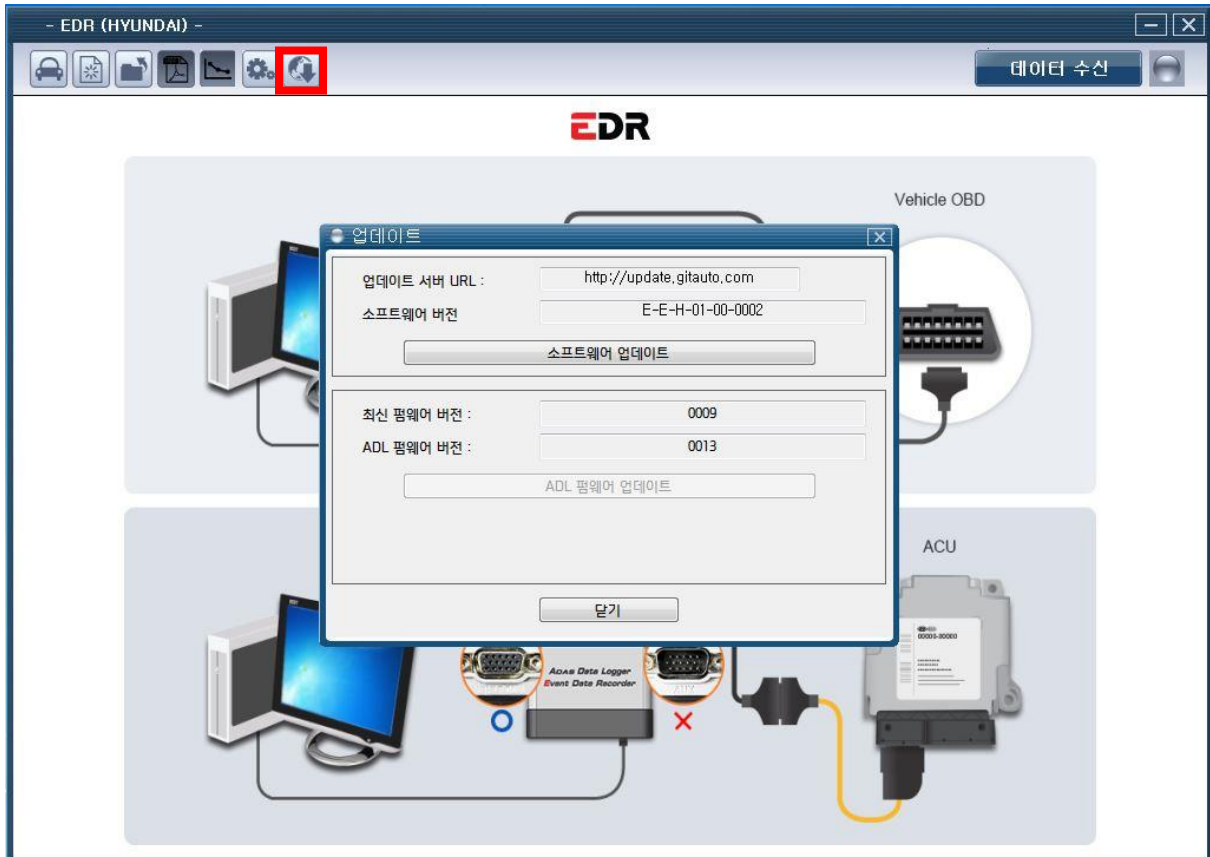 - EDR (HYUNDAI) -
데이터 수신
EDR
Vehicle OBD
업데이트
업데이트 서버 URL :
http://update.gitauto.com
소프트웨어 버전
E-E-H-01-00-0002
소프트웨어 업데이트
최신 펌웨어 버전 :
0009
ADL 펌웨어 버전 :
0013
ADL 펌웨어 업데이트
닫기
ACU
00000-00000
ADAS Data Logger
Event Data Recorder
AUX
O
X